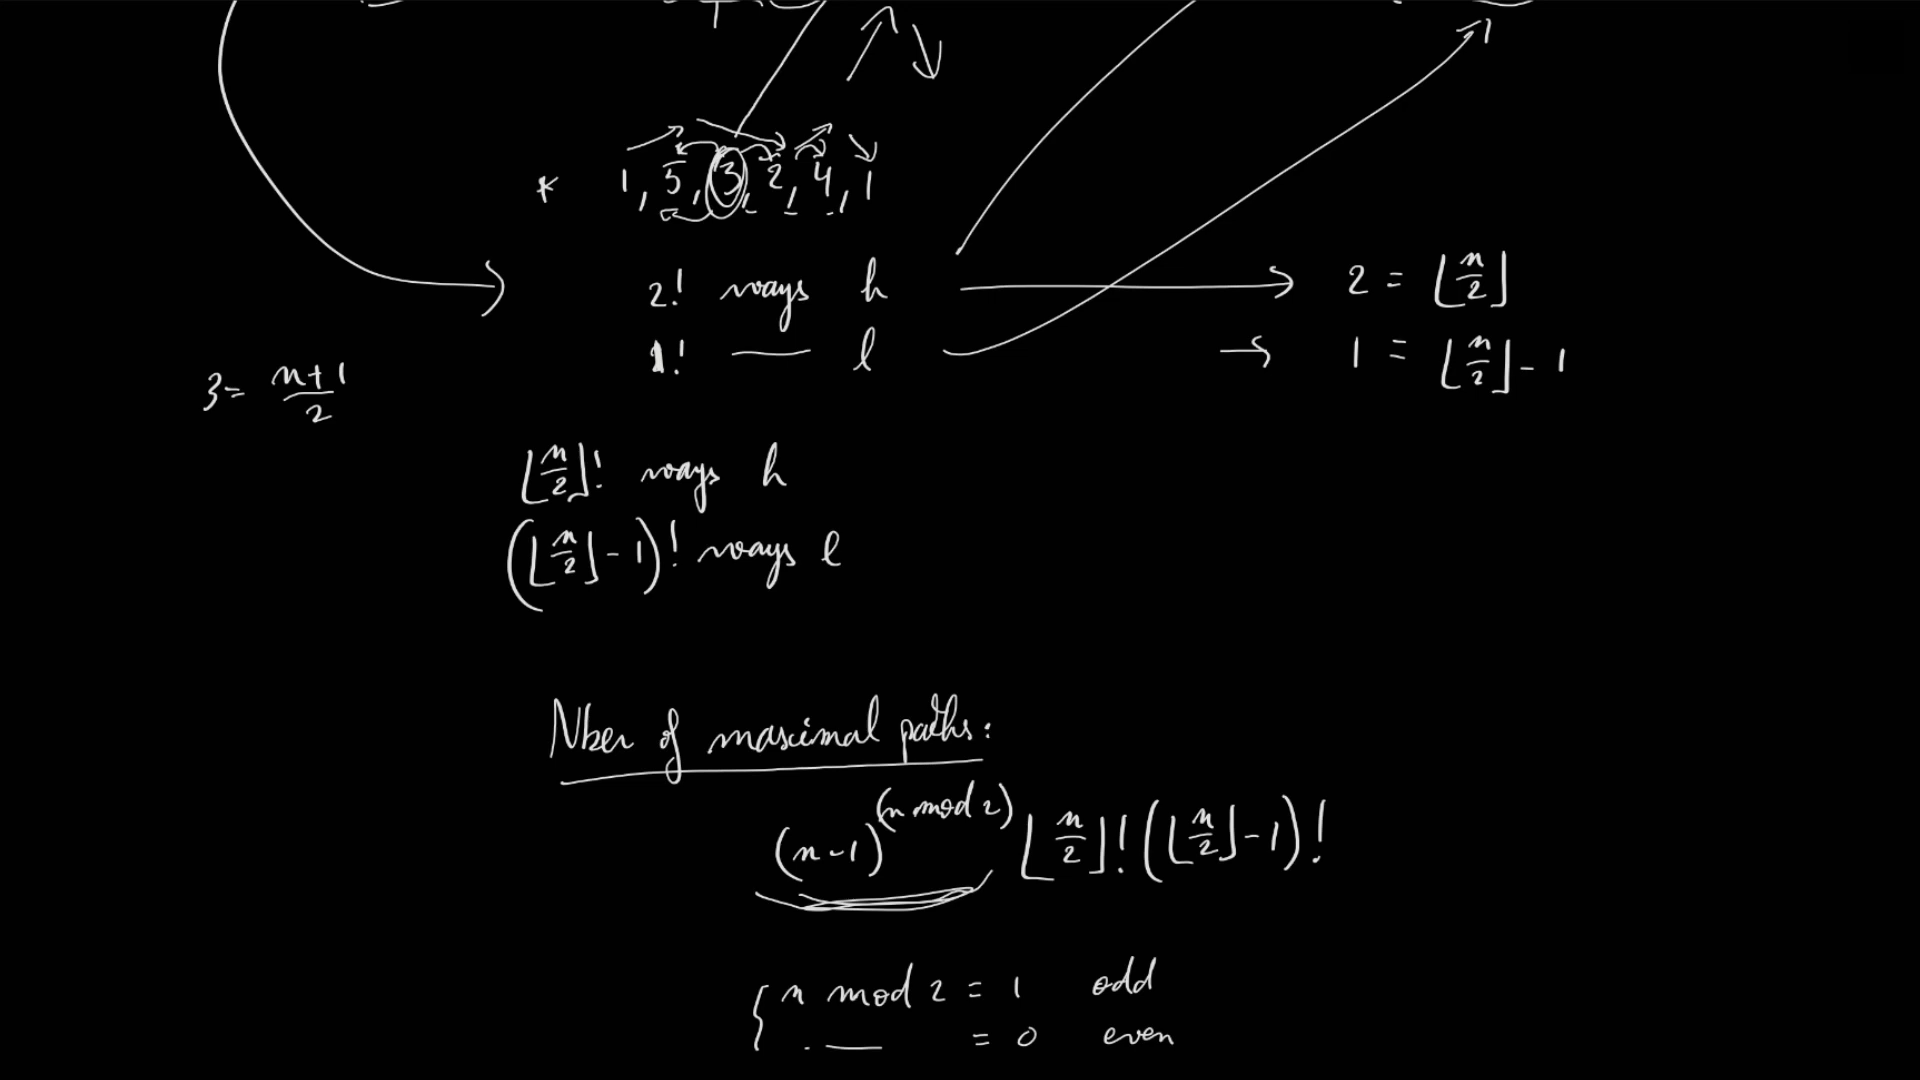 * 1, 5, 3, 2, 4, 1
2! ways h → 2 = ⌊n/2⌋
1! — l → 1 = ⌊n/2⌋ - 1
3 = (n+1)/2
⌊n/2⌋! ways h
(⌊n/2⌋ - 1)! ways l
Nber of maximal paths:
(n-1)^(n mod 2) ⌊n/2⌋! (⌊n/2⌋ - 1)!
{ n mod 2 = 1 odd
. — = 0 even